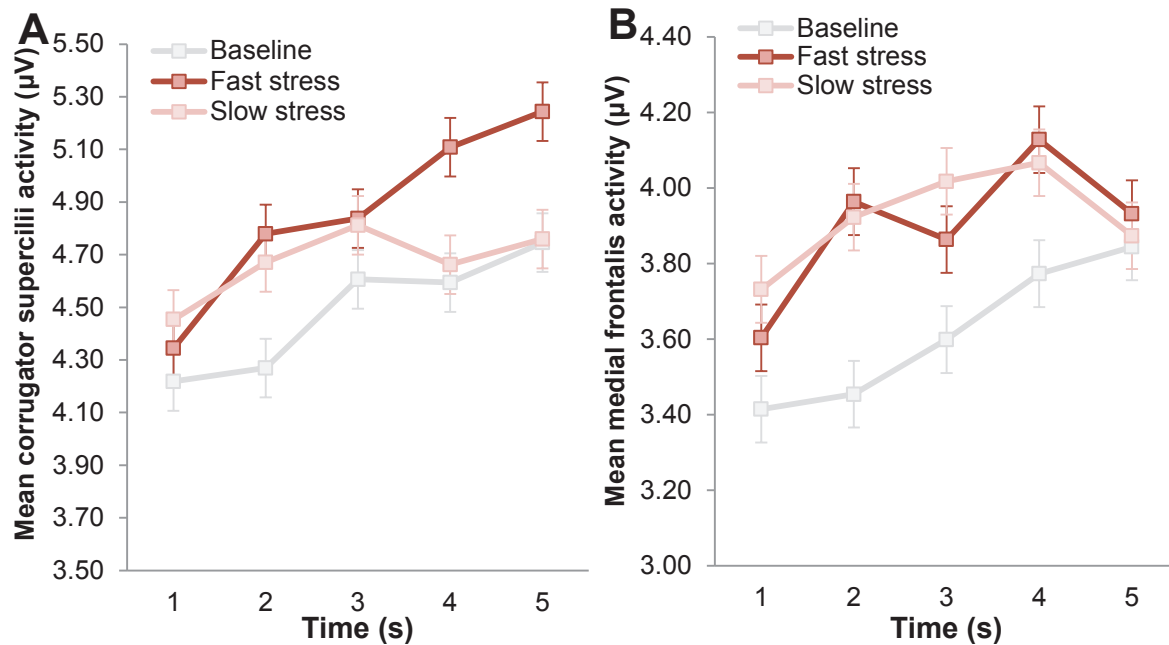 A
Mean corrugator supercilii activity (µV)
5.50
5.30
5.10
4.90
4.70
4.50
4.30
4.10
3.90
3.70
3.50
Baseline
Fast stress
Slow stress
1 2 3 4 5
Time (s)
B
Mean medial frontalis activity (µV)
4.40
4.20
4.00
3.80
3.60
3.40
3.20
3.00
Baseline
Fast stress
Slow stress
1 2 3 4 5
Time (s)